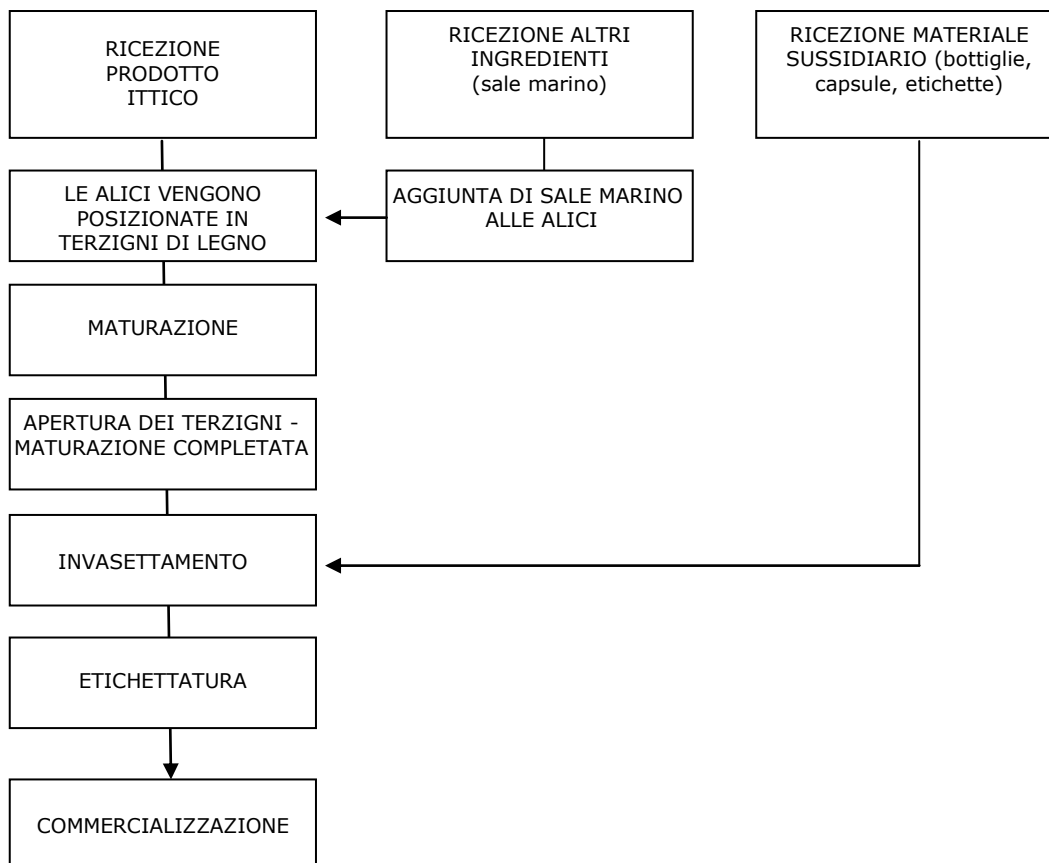 RICEZIONE
PRODOTTO
ITTICO
RICEZIONE ALTRI
INGREDIENTI
(sale marino)
RICEZIONE MATERIALE
SUSSIDIARIO (bottiglie,
capsule, etichette)
LE ALICI VENGONO
POSIZIONATE IN
TERZIGNI DI LEGNO
AGGIUNTA DI SALE MARINO
ALLE ALICI
MATURAZIONE
APERTURA DEI TERZIGNI -
MATURAZIONE COMPLETATA
INVASETTAMENTO
ETICHETTATURA
COMMERCIALIZZAZIONE